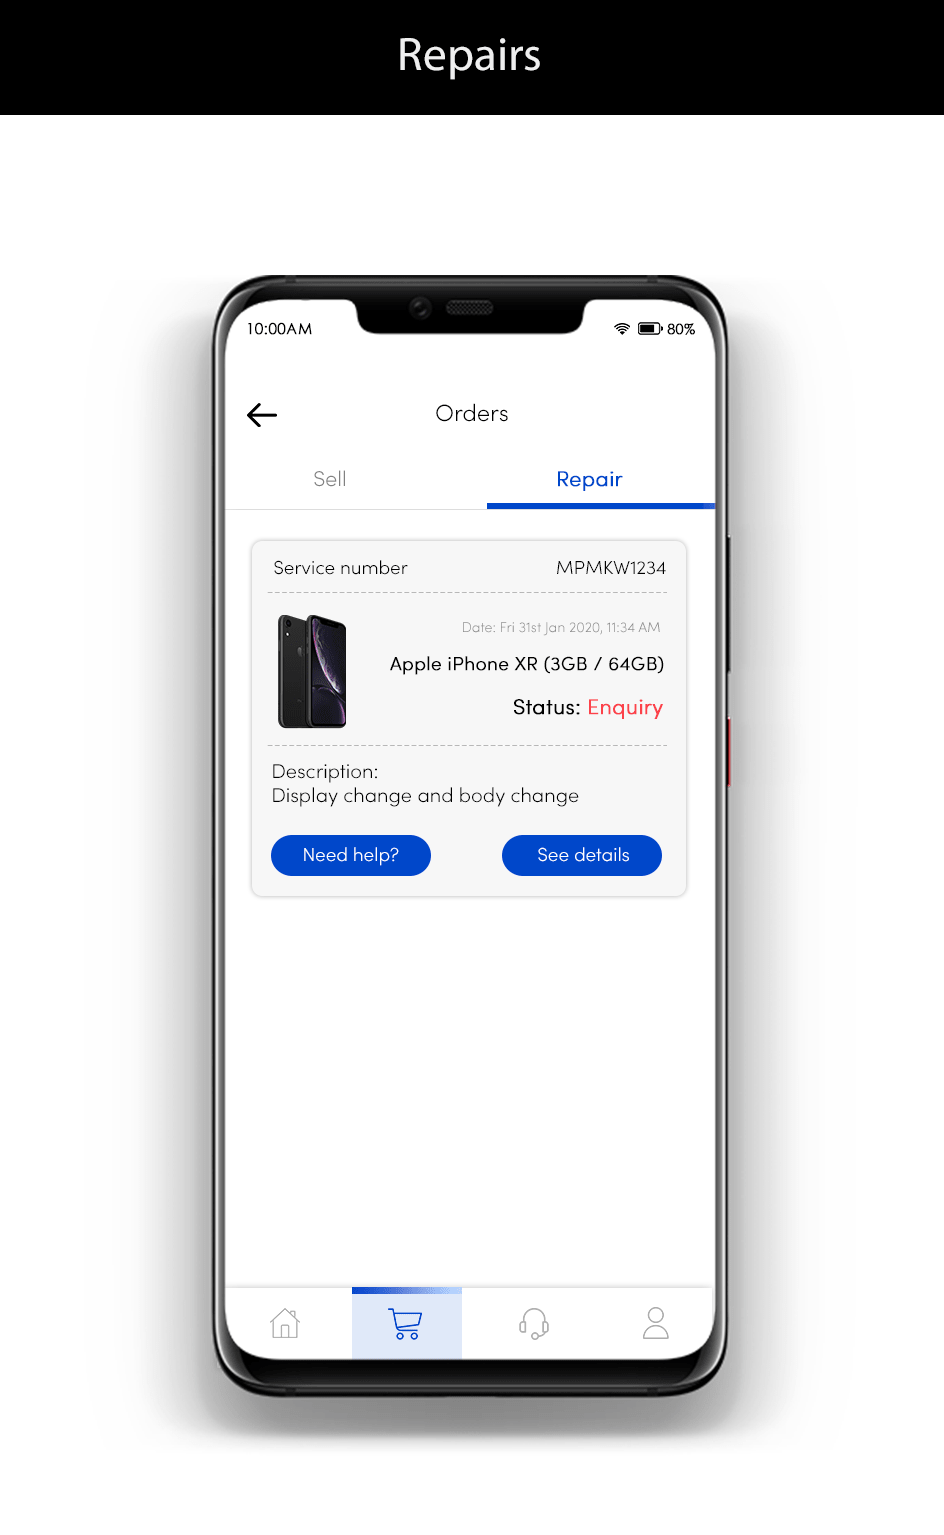 Repairs
10:00AM
80%
Orders
Sell
Repair
Service number
MPMKW1234
Date: Fri 31st Jan 2020, 11:34 AM
Apple iPhone XR (3GB / 64GB)
Status: Enquiry
Description:
Display change and body change
Need help?
See details